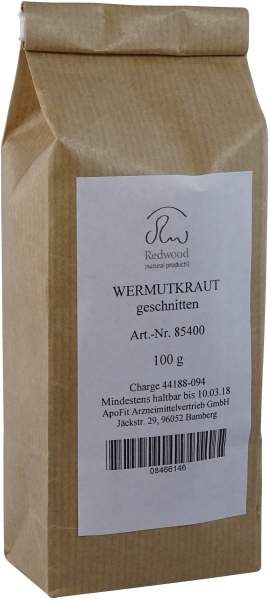 Redwood
(natural products)
WERMUTKRAUT
geschnitten
Art.-Nr. 85400
100 g
Charge 44188-094
Mindestens haltbar bis 10.03.18
ApoFit Arzneimittelvertrieb-GmbH
Jäckstr. 29, 96052 Bamberg
08466146